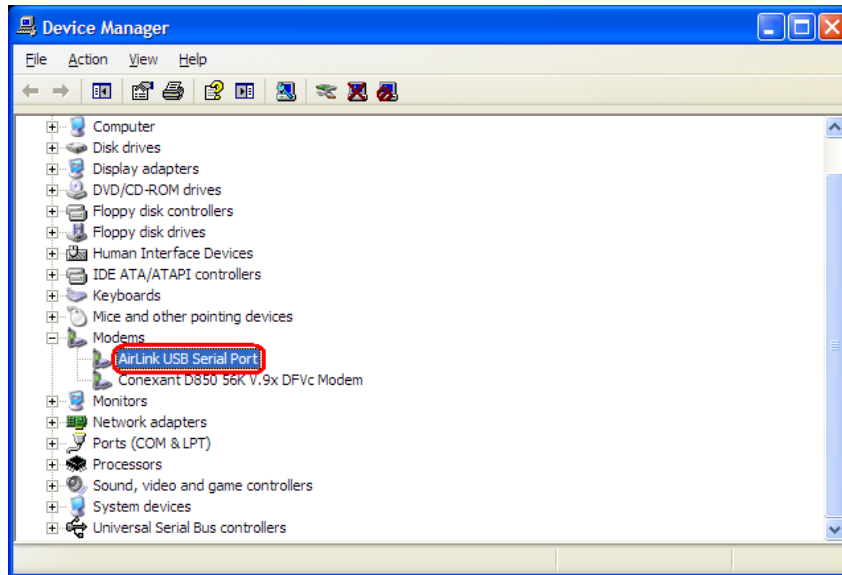 Device Manager
File Action View Help
Computer
Disk drives
Display adapters
DVD/CD-ROM drives
Floppy disk controllers
Floppy disk drives
Human Interface Devices
IDE ATA/ATAPI controllers
Keyboards
Mice and other pointing devices
Modems
AirLink USB Serial Port
Conexant D850 56K V.9x DFVc Modem
Monitors
Network adapters
Ports (COM & LPT)
Processors
Sound, video and game controllers
System devices
Universal Serial Bus controllers